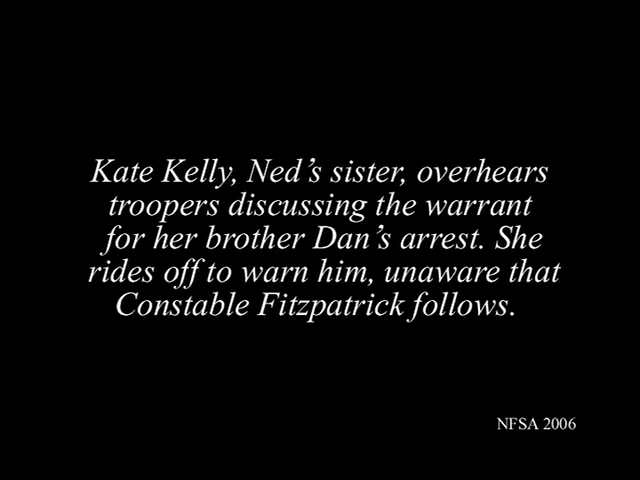 Kate Kelly, Ned’s sister, overhears
troopers discussing the warrant
for her brother Dan’s arrest. She
rides off to warn him, unaware that
Constable Fitzpatrick follows.
NFSA 2006